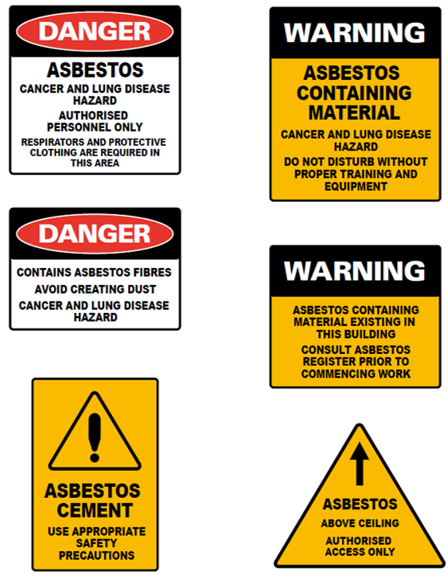 DANGER
ASBESTOS
CANCER AND LUNG DISEASE
HAZARD
AUTHORISED
PERSONNEL ONLY
RESPIRATORS AND PROTECTIVE
CLOTHING ARE REQUIRED IN
THIS AREA
WARNING
ASBESTOS
CONTAINING
MATERIAL
CANCER AND LUNG DISEASE
HAZARD
DO NOT DISTURB WITHOUT
PROPER TRAINING AND
EQUIPMENT
DANGER
CONTAINS ASBESTOS FIBRES
AVOID CREATING DUST
CANCER AND LUNG DISEASE
HAZARD
WARNING
ASBESTOS CONTAINING
MATERIAL EXISTING IN
THIS BUILDING
CONSULT ASBESTOS
REGISTER PRIOR TO
COMMENCING WORK
!
ASBESTOS
CEMENT
USE APPROPRIATE
SAFETY
PRECAUTIONS
ASBESTOS
ABOVE CEILING
AUTHORISED
ACCESS ONLY